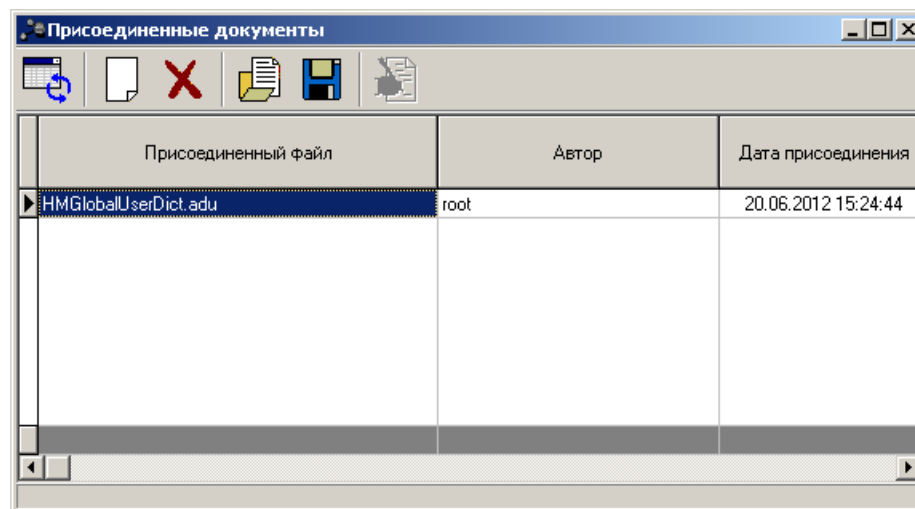 Присоединенные документы
Присоединенный файл Автор Дата присоединения
HMGlobalUserDict.adu root 20.06.2012 15:24:44